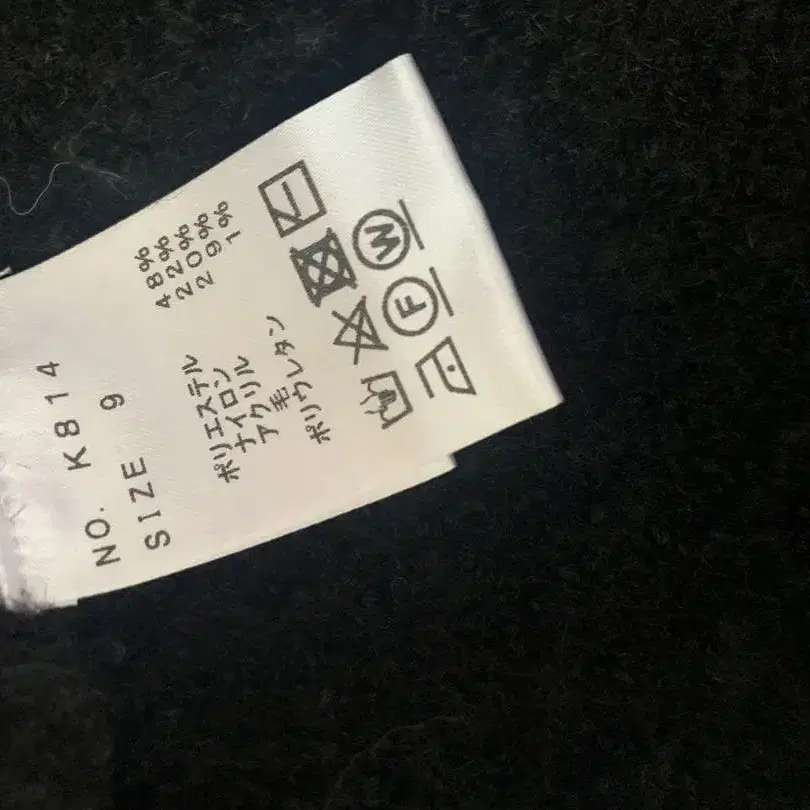 NO. K814
SIZE 9
ポリエステル 48%
ナイロン 22%
アクリル 20%
毛 9%
ポリウレタン 1%
F W